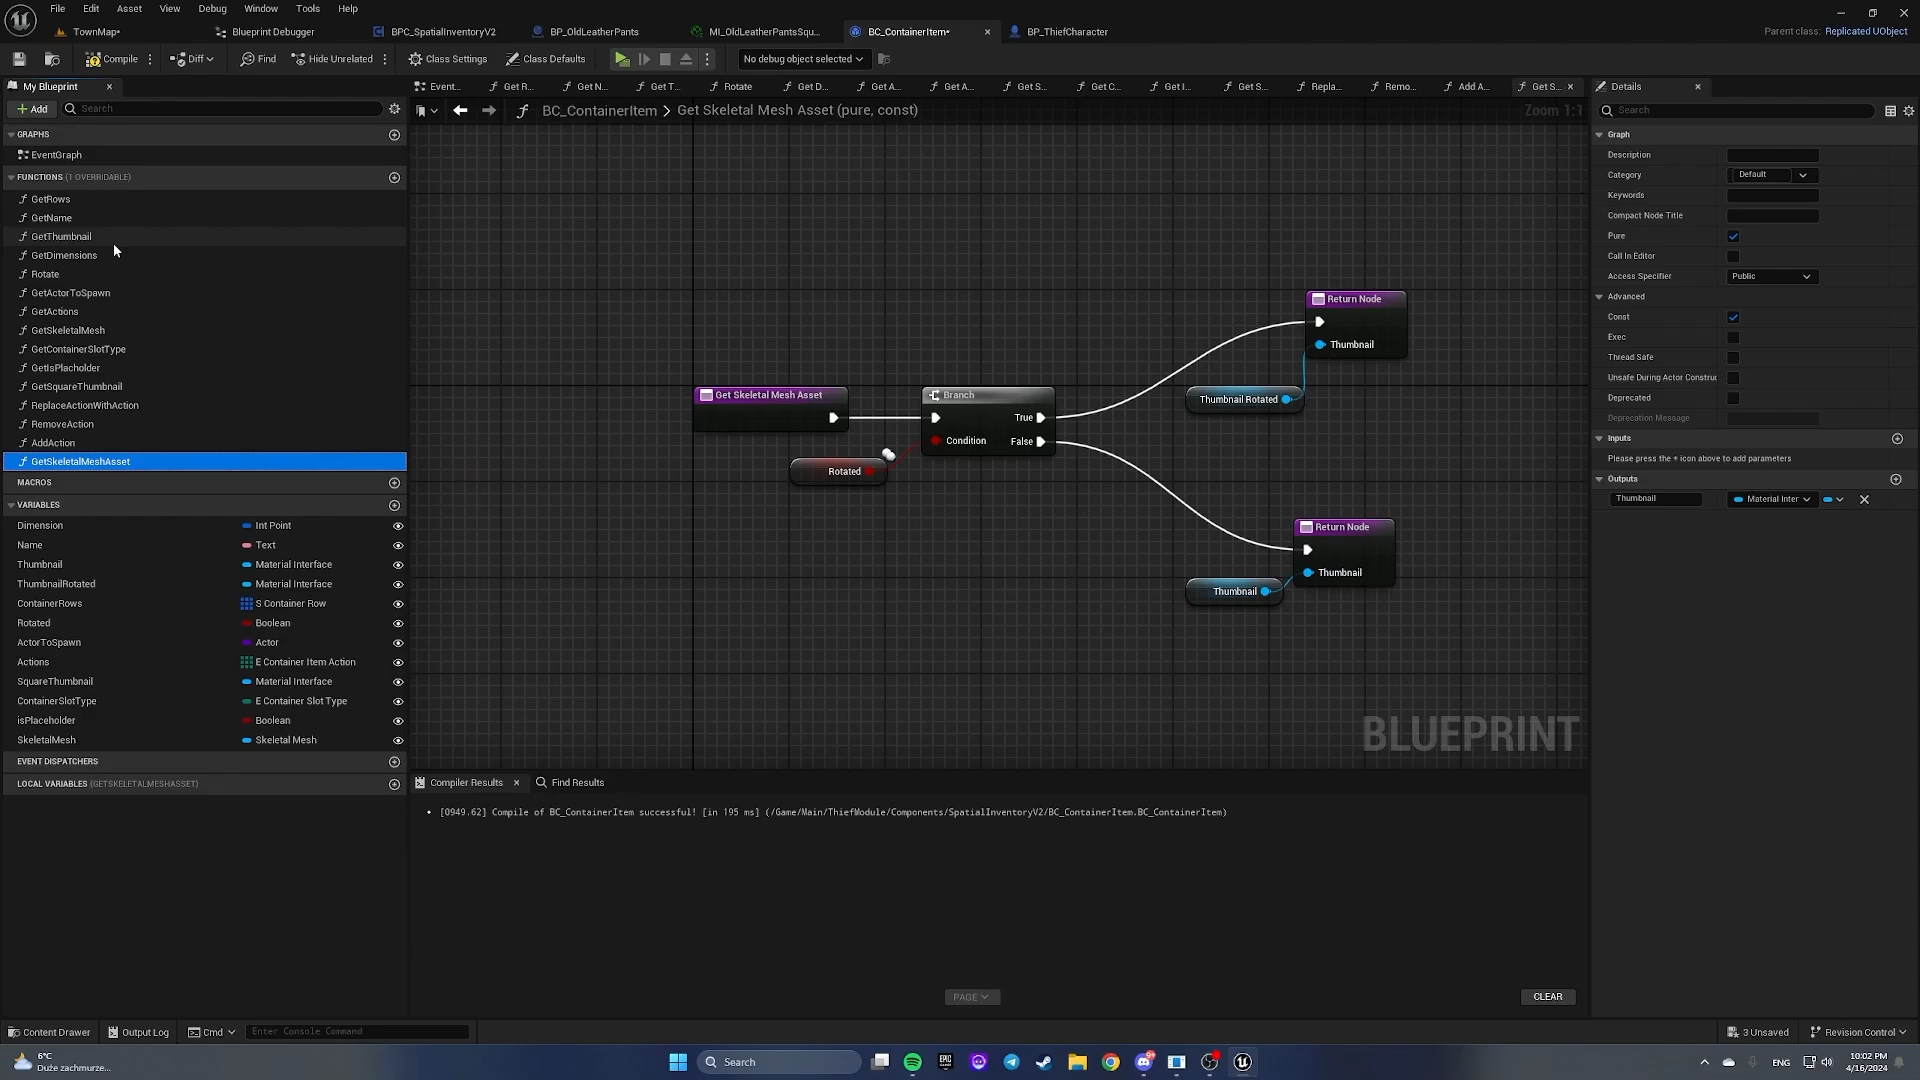 File Edit Asset View Window Debug Tools Help
TownMap•
Blueprint Debugger
BPC_SpatialInventoryV2
BP_OldLeatherPants
MI_OldLeatherPantsSqu...
BC_ContainerItem•
BP_ThiefCharacter
Parent class: Replicated UObject
Compile
Diff
Find
Hide Unrelated
Class Settings
Class Defaults
No debug object selected
My Blueprint
Event...
Get R...
Get N...
Get T...
Rotate
Get D...
Get A...
Get A...
Get S...
Get C...
Get I...
Get S...
Repla...
Remo...
Add A...
Get S...
Details
Add
Search
BC_ContainerItem > Get Skeletal Mesh Asset (pure, const)
Zoom 1:1
Search
GRAPHS
EventGraph
FUNCTIONS (1 OVERRIDABLE)
GetRows
GetName
GetThumbnail
GetDimensions
Rotate
GetActorToSpawn
GetActions
GetSkeletalMesh
GetContainerSlotType
GetIsPlacholder
GetSquareThumbnail
ReplaceActionWithAction
RemoveAction
AddAction
GetSkeletalMeshAsset
MACROS
VARIABLES
Dimension Int Point
Name Text
Thumbnail Material Interface
ThumbnailRotated Material Interface
ContainerRows S Container Row
Rotated Boolean
ActorToSpawn Actor
Actions E Container Item Action
SquareThumbnail Material Interface
ContainerSlotType E Container Slot Type
isPlaceholder Boolean
SkeletalMesh Skeletal Mesh
EVENT DISPATCHERS
LOCAL VARIABLES (GETSKELETALMESHASSET)
Get Skeletal Mesh Asset
Rotated
Branch
True
Condition
False
Return Node
Thumbnail
Thumbnail Rotated
Return Node
Thumbnail
Thumbnail
BLUEPRINT
Graph
Description
Category Default
Keywords
Compact Node Title
Pure
Call In Editor
Access Specifier Public
Advanced
Const
Exec
Thread Safe
Unsafe During Actor Construc
Deprecated
Deprecation Message
Inputs
Please press the + icon above to add parameters
Outputs
Thumbnail Material Inter
Compiler Results
Find Results
[0949.62] Compile of BC_ContainerItem successful! [in 195 ms] (/Game/Main/ThiefModule/Components/SpatialInventoryV2/BC_ContainerItem.BC_ContainerItem)
PAGE
CLEAR
Content Drawer
Output Log
Cmd
Enter Console Command
3 Unsaved
Revision Control
6°C
Duże zachmurze...
Search
ENG
10:02 PM
4/16/2024